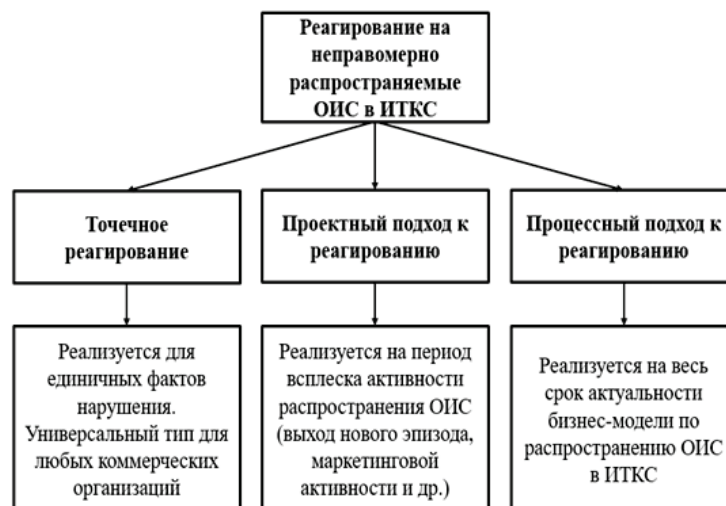 Реагирование на
неправомерно
распространяемые
ОИС в ИТКС
Точечное
реагирование
Проектный подход к
реагированию
Процессный подход к
реагированию
Реализуется для
единичных фактов
нарушения.
Универсальный тип для
любых коммерческих
организаций
Реализуется на период
всплеска активности
распространения ОИС
(выход нового эпизода,
маркетинговой
активности и др.)
Реализуется на весь
срок актуальности
бизнес-модели по
распространению ОИС
в ИТКС